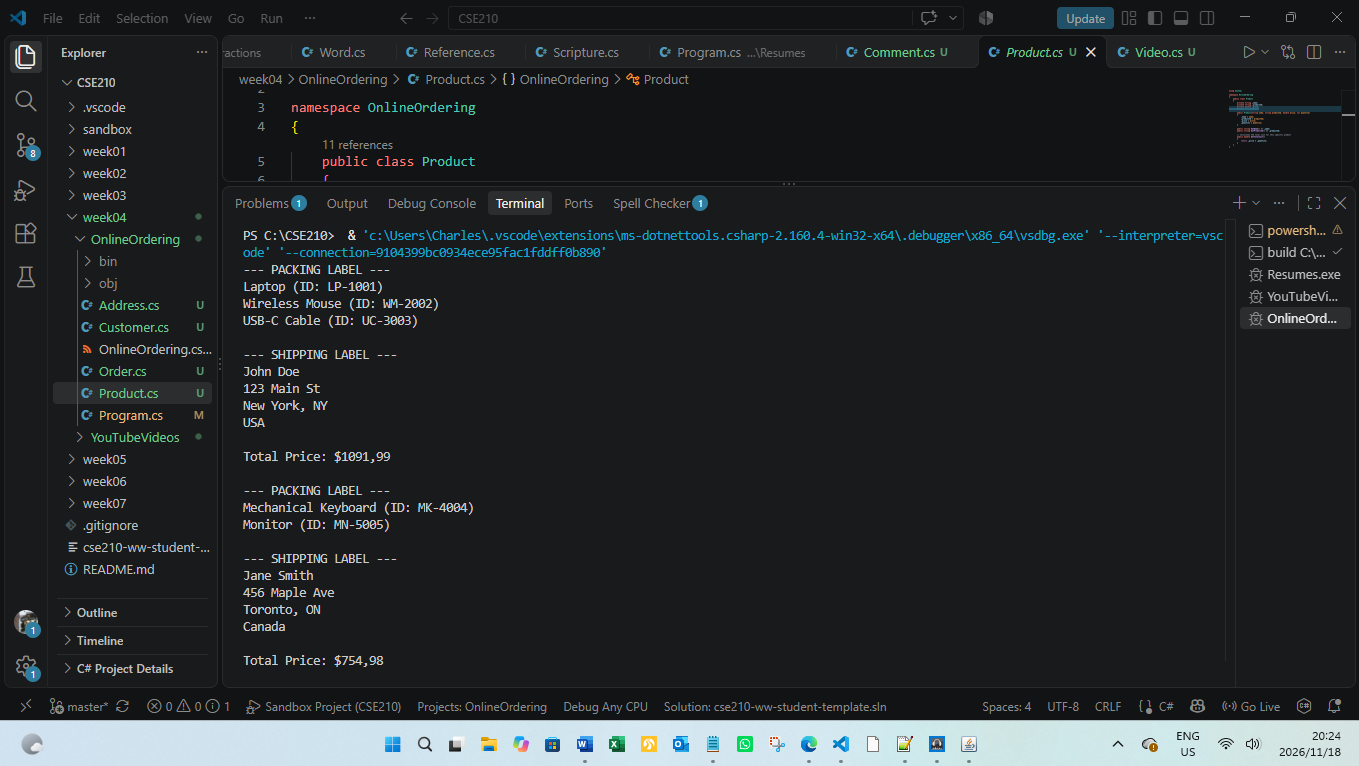 File Edit Selection View Go Run ···
CSE210
Update
Explorer
CSE210
.vscode
sandbox
week01
week02
week03
week04
OnlineOrdering
bin
obj
Address.cs U
Customer.cs U
OnlineOrdering.cs...
Order.cs U
Product.cs U
Program.cs M
YouTubeVideos
week05
week06
week07
.gitignore
cse210-ww-student-...
README.md
Outline
Timeline
C# Project Details
8
1
1
ractions Word.cs Reference.cs Scripture.cs Program.cs ...\Resumes Comment.cs U Product.cs U Video.cs U
week04 > OnlineOrdering > Product.cs > { } OnlineOrdering > Product
3 namespace OnlineOrdering
4 {
11 references
5 public class Product
6 {
Problems 1 Output Debug Console Terminal Ports Spell Checker 1
PS C:\CSE210> & 'c:\Users\Charles\.vscode\extensions\ms-dotnettools.csharp-2.160.4-win32-x64\.debugger\x86_64\vsdbg.exe' '--interpreter=vsc
ode' '--connection=9104399bc0934ece95fac1fddff0b890'
--- PACKING LABEL ---
Laptop (ID: LP-1001)
Wireless Mouse (ID: WM-2002)
USB-C Cable (ID: UC-3003)
--- SHIPPING LABEL ---
John Doe
123 Main St
New York, NY
USA
Total Price: $1091,99
--- PACKING LABEL ---
Mechanical Keyboard (ID: MK-4004)
Monitor (ID: MN-5005)
--- SHIPPING LABEL ---
Jane Smith
456 Maple Ave
Toronto, ON
Canada
Total Price: $754,98
powersh...
build C:\...
Resumes.exe
YouTubeVi...
OnlineOrd...
master* 0 0 1 Sandbox Project (CSE210) Projects: OnlineOrdering Debug Any CPU Solution: cse210-ww-student-template.sln Spaces: 4 UTF-8 CRLF { } C# Go Live
ENG
US
20:24
2026/11/18